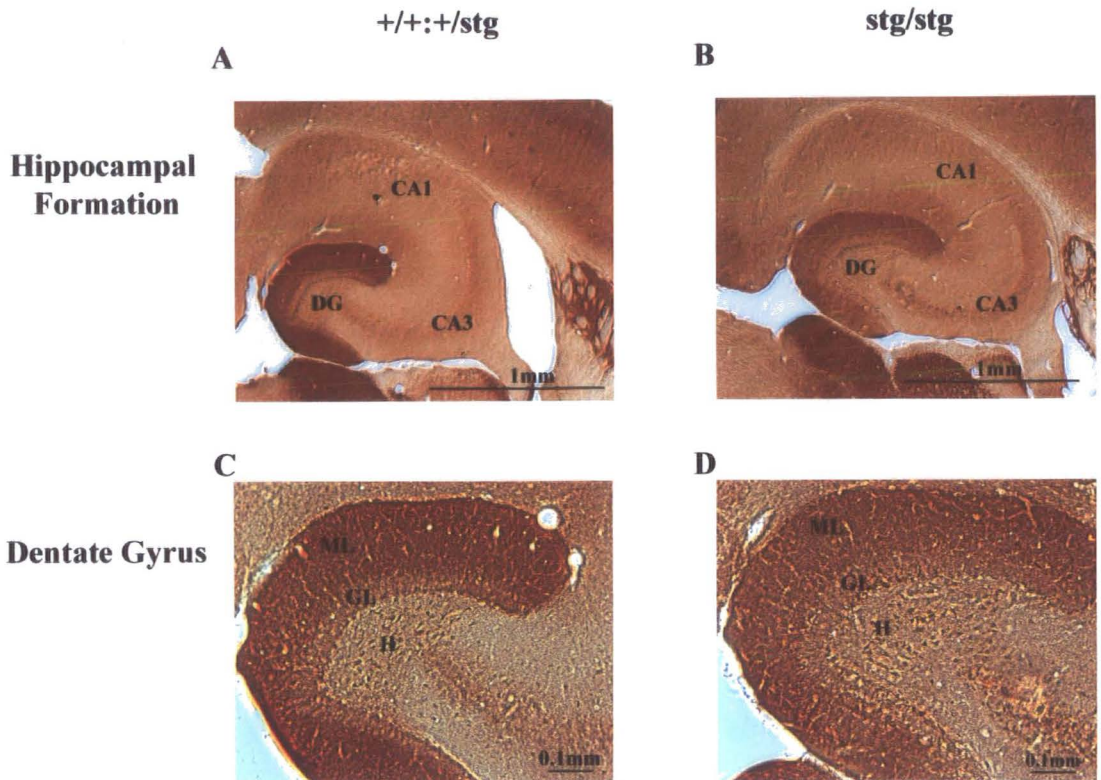 +/+:+/stg
stg/stg
A
B
Hippocampal
Formation
CA1
DG
CA3
1mm
CA1
DG
CA3
1mm
C
D
Dentate Gyrus
ML
GL
H
0.1mm
ML
GL
H
0.1mm